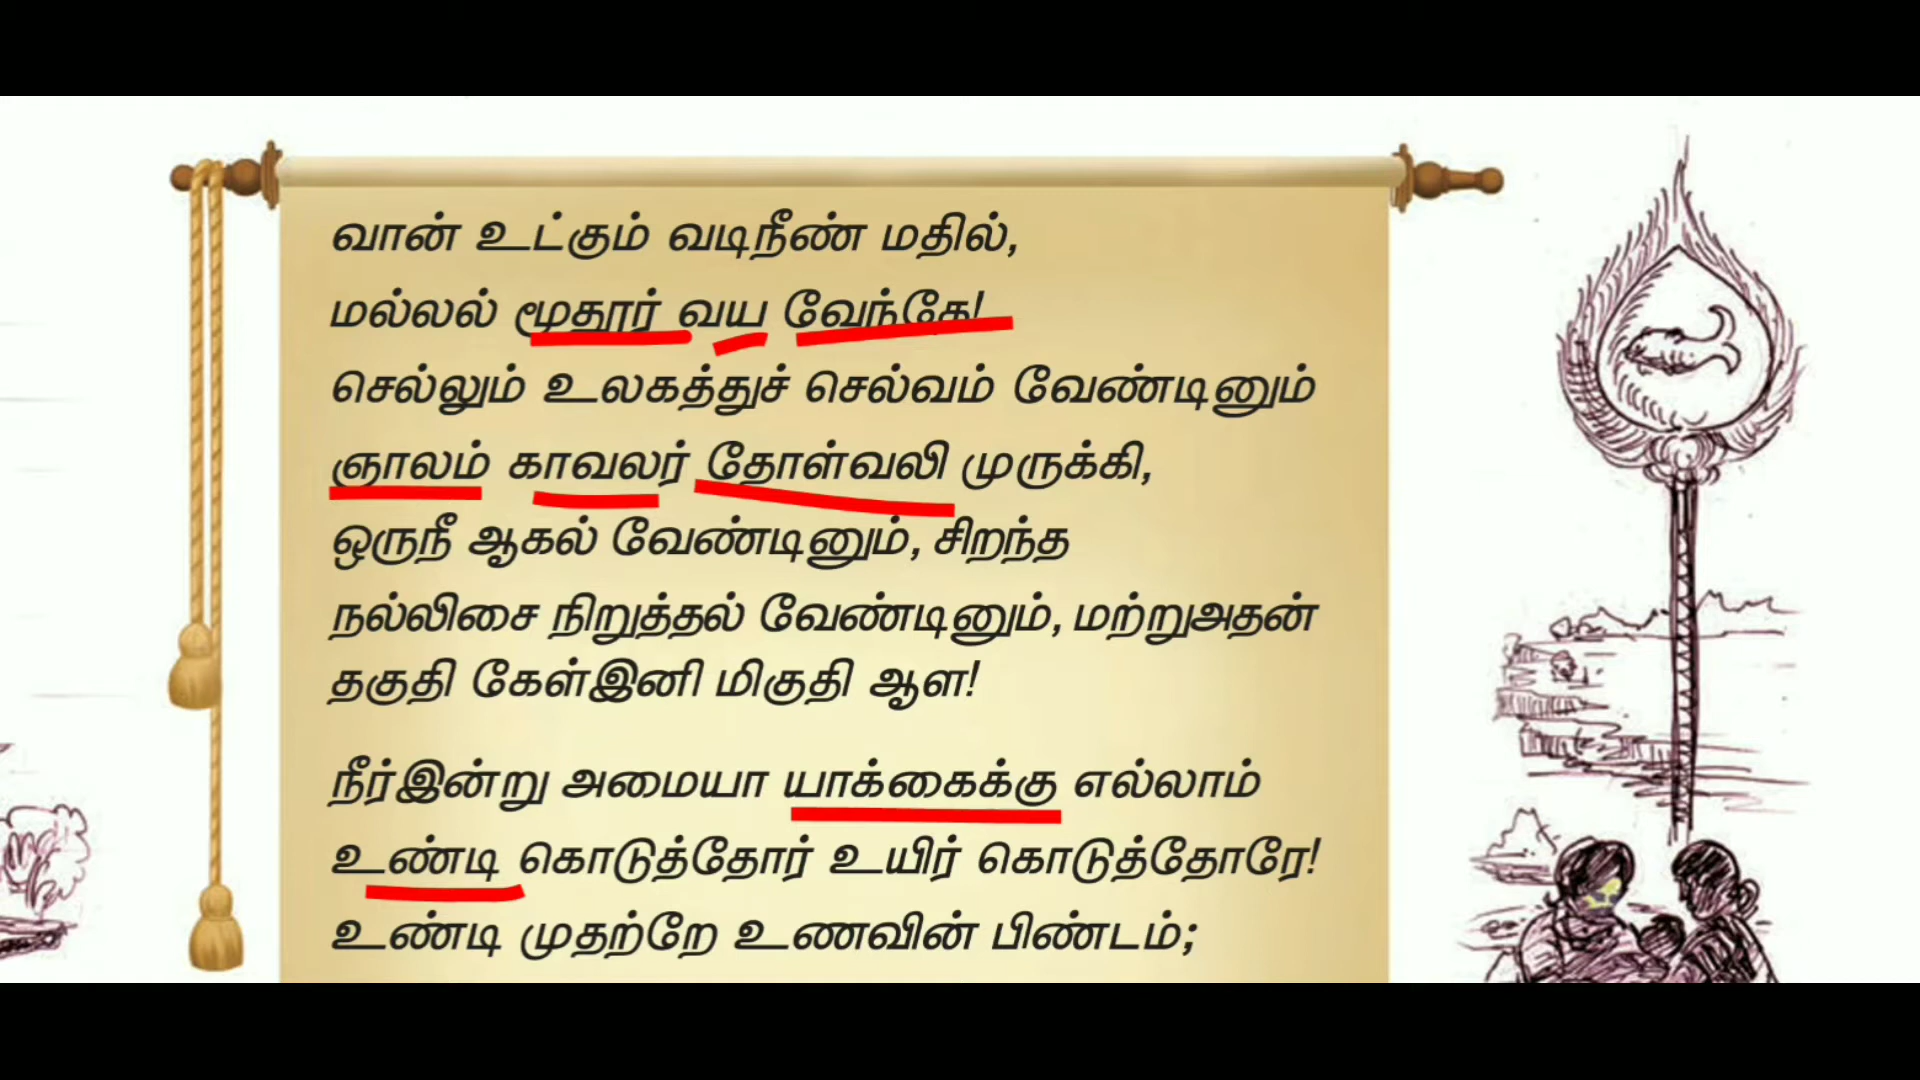 வான் உட்கும் வடிநீண் மதில்,
மல்லல் மூதூர் வய வேந்தே!
செல்லும் உலகத்துச் செல்வம் வேண்டினும்
ஞாலம் காவலர் தோள்வலி முருக்கி,
ஒருநீ ஆகல் வேண்டினும், சிறந்த
நல்லிசை நிறுத்தல் வேண்டினும், மற்றுஅதன்
தகுதி கேள்இனி மிகுதி ஆள!
நீர்இன்று அமையா யாக்கைக்கு எல்லாம்
உண்டி கொடுத்தோர் உயிர் கொடுத்தோரே!
உண்டி முதற்றே உணவின் பிண்டம்;